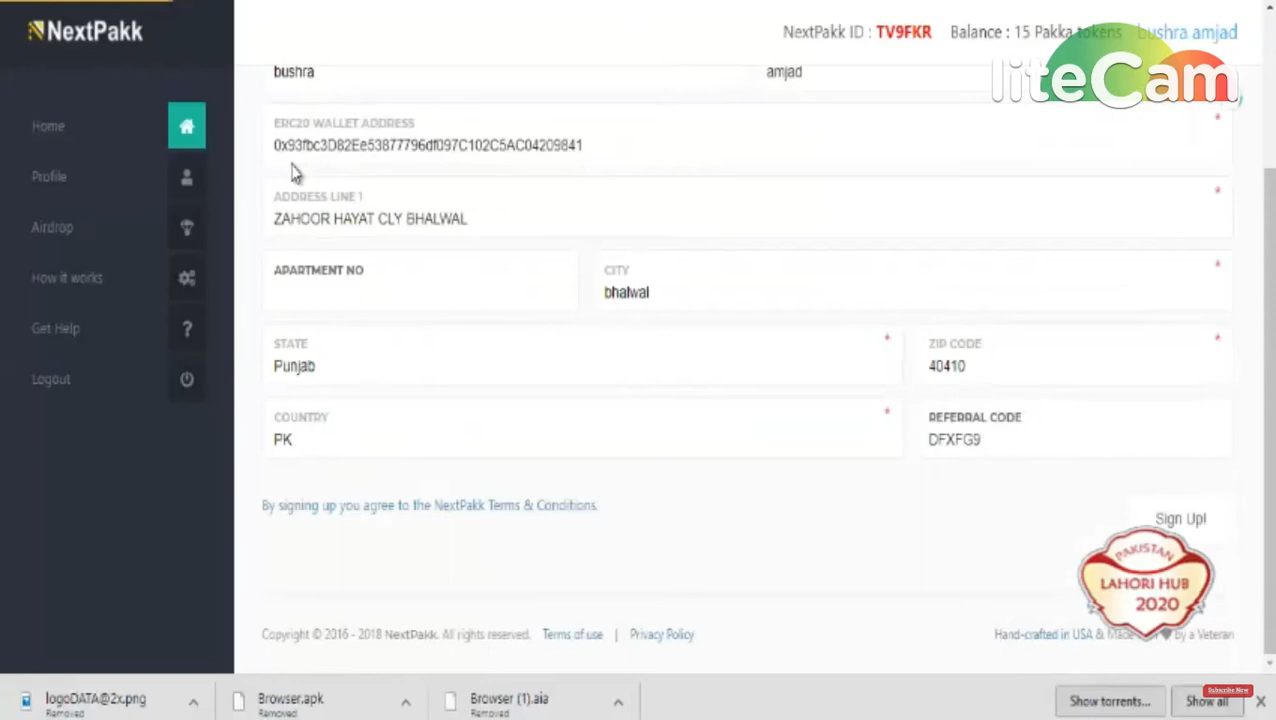 NextPakk
NextPakk ID : TV9FKR Balance : 15 Pakka tokens bushra amjad
liteCam
bushra amjad
ERC20 WALLET ADDRESS *
0x93fbc3D82Ee53877796df097C102C5AC04209841
ADDRESS LINE 1 *
ZAHOOR HAYAT CLY BHALWAL
APARTMENT NO CITY *
bhalwal
STATE * ZIP CODE *
Punjab 40410
COUNTRY * REFERRAL CODE
PK DFXFG9
By signing up you agree to the NextPakk Terms & Conditions.
Sign Up!
Home
Profile
Airdrop
How it works
Get Help
?
Logout
PAKISTAN
LAHORI HUB
2020
Copyright © 2016 - 2018 NextPakk. All rights reserved. Terms of use | Privacy Policy
Hand-crafted in USA & Made by a Veteran
logoDATA@2x.png
Removed
Browser.apk
Removed
Browser (1).aia
Removed
Show torrents...
Show all
Subscribe Now